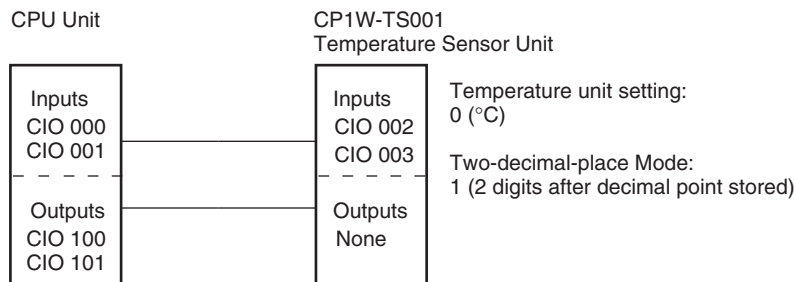 CPU Unit
CP1W-TS001
Temperature Sensor Unit
Inputs
CIO 000
CIO 001
Outputs
CIO 100
CIO 101
Inputs
CIO 002
CIO 003
Outputs
None
Temperature unit setting:
0 (°C)
Two-decimal-place Mode:
1 (2 digits after decimal point stored)